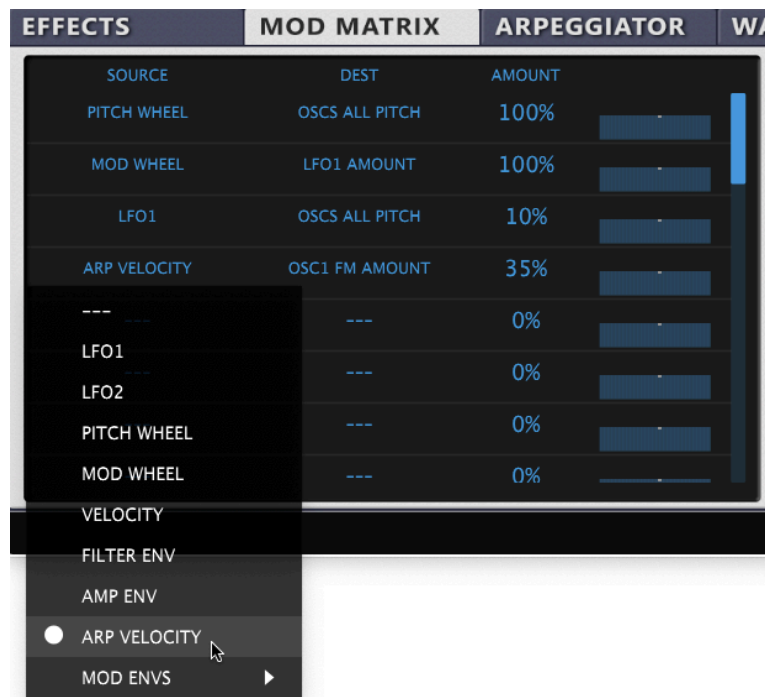 EFFECTS MOD MATRIX ARPEGGIATOR
SOURCE DEST AMOUNT
PITCH WHEEL OSCS ALL PITCH 100%
MOD WHEEL LFO1 AMOUNT 100%
LFO1 OSCS ALL PITCH 10%
ARP VELOCITY OSC1 FM AMOUNT 35%
--- --- 0%
--- --- 0%
--- 0%
--- 0%
---
LFO1
LFO2
PITCH WHEEL
MOD WHEEL
VELOCITY
FILTER ENV
AMP ENV
ARP VELOCITY
MOD ENVS